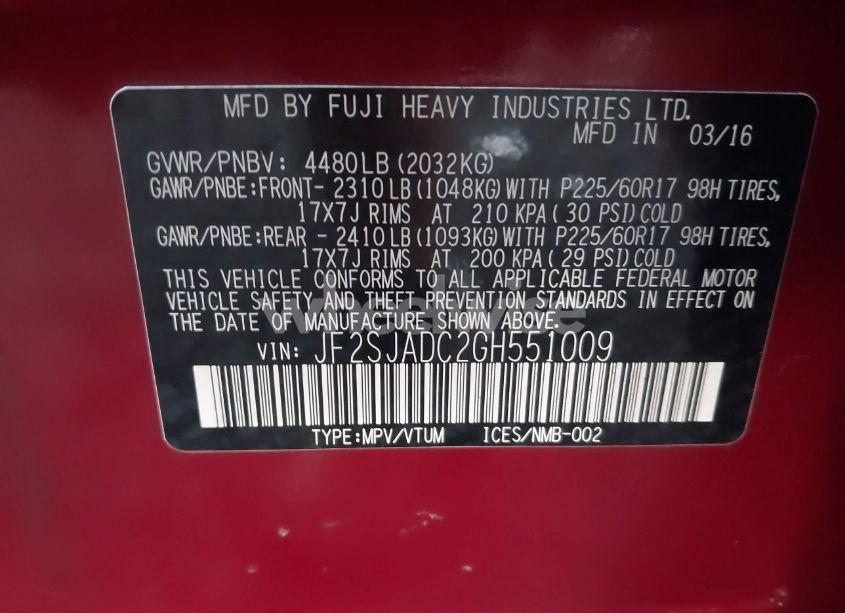 MFD BY FUJI HEAVY INDUSTRIES LTD.
MFD IN 03/16
GVWR/PNBV: 4480LB(2032KG)
GAWR/PNBE:FRONT- 2310LB(1048KG)WITH P225/60R17 98H TIRES,
17X7J RIMS AT 210 KPA(30 PSI)COLD
GAWR/PNBE:REAR - 2410LB(1093KG)WITH P225/60R17 98H TIRES,
17X7J RIMS AT 200 KPA(29 PSI)COLD
THIS VEHICLE CONFORMS TO ALL APPLICABLE FEDERAL MOTOR
VEHICLE SAFETY AND THEFT PREVENTION STANDARDS IN EFFECT ON
THE DATE OF MANUFACTURE SHOWN ABOVE.
VIN: JF2SJADC2GH551009
TYPE:MPV/VTUM ICES/NMB-002